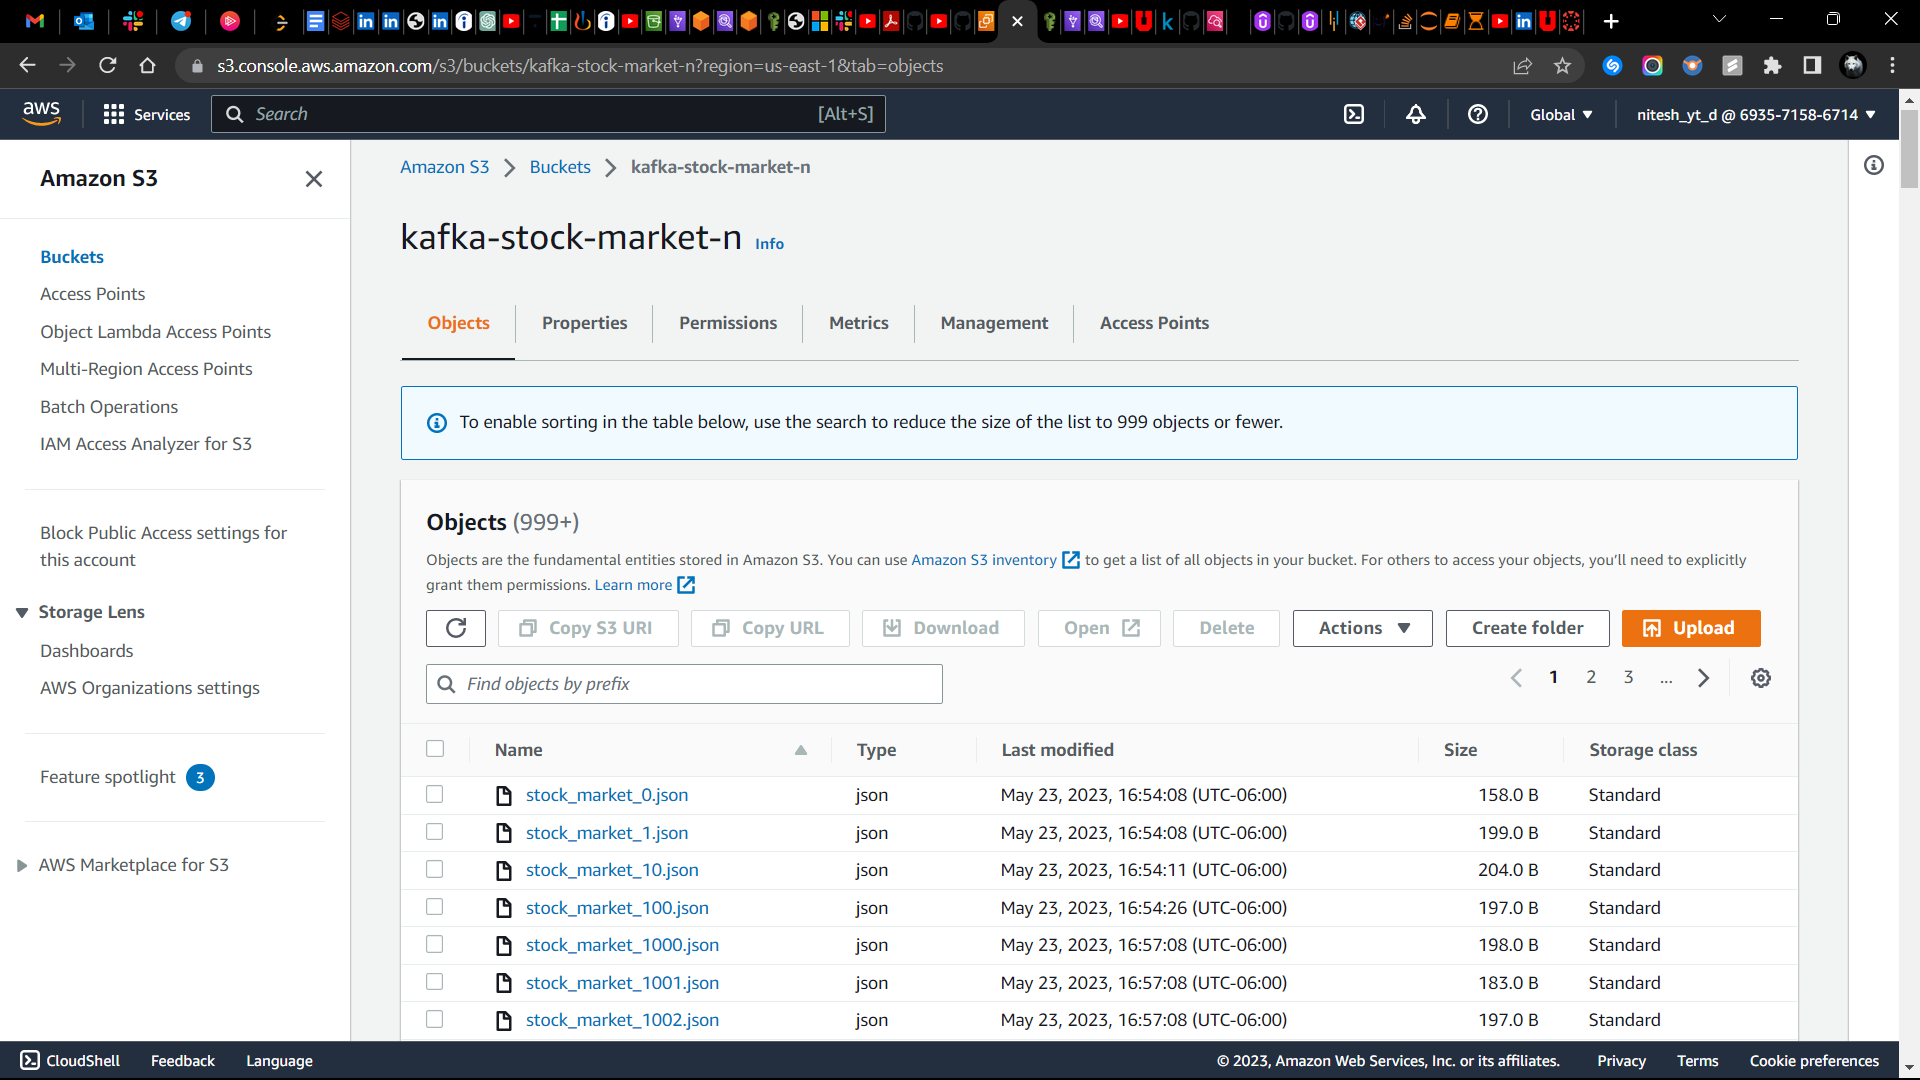 s3.console.aws.amazon.com/s3/buckets/kafka-stock-market-n?region=us-east-1&tab=objects
aws
Services
Search
[Alt+S]
Global
nitesh_yt_d @ 6935-7158-6714
Amazon S3
Buckets
Access Points
Object Lambda Access Points
Multi-Region Access Points
Batch Operations
IAM Access Analyzer for S3
Block Public Access settings for
this account
Storage Lens
Dashboards
AWS Organizations settings
Feature spotlight 3
AWS Marketplace for S3
Amazon S3 > Buckets > kafka-stock-market-n
kafka-stock-market-n Info
Objects Properties Permissions Metrics Management Access Points
To enable sorting in the table below, use the search to reduce the size of the list to 999 objects or fewer.
Objects (999+)
Objects are the fundamental entities stored in Amazon S3. You can use Amazon S3 inventory to get a list of all objects in your bucket. For others to access your objects, you’ll need to explicitly
grant them permissions. Learn more
Copy S3 URI Copy URL Download Open Delete Actions Create folder Upload
Find objects by prefix
1 2 3 ...
Name Type Last modified Size Storage class
stock_market_0.json json May 23, 2023, 16:54:08 (UTC-06:00) 158.0 B Standard
stock_market_1.json json May 23, 2023, 16:54:08 (UTC-06:00) 199.0 B Standard
stock_market_10.json json May 23, 2023, 16:54:11 (UTC-06:00) 204.0 B Standard
stock_market_100.json json May 23, 2023, 16:54:26 (UTC-06:00) 197.0 B Standard
stock_market_1000.json json May 23, 2023, 16:57:08 (UTC-06:00) 198.0 B Standard
stock_market_1001.json json May 23, 2023, 16:57:08 (UTC-06:00) 183.0 B Standard
stock_market_1002.json json May 23, 2023, 16:57:08 (UTC-06:00) 197.0 B Standard
CloudShell Feedback Language
© 2023, Amazon Web Services, Inc. or its affiliates. Privacy Terms Cookie preferences